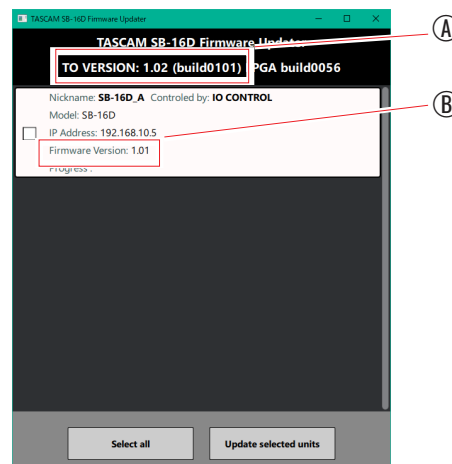 TASCAM SB-16D Firmware Updater
TASCAM SB-16D Firmware Updater
TO VERSION: 1.02 (build0101) PGA build0056
Ⓐ
Nickname: SB-16D_A Controled by: IO CONTROL
Model: SB-16D
Ⓑ
IP Address: 192.168.10.5
Firmware Version: 1.01
Progress :
Select all
Update selected units